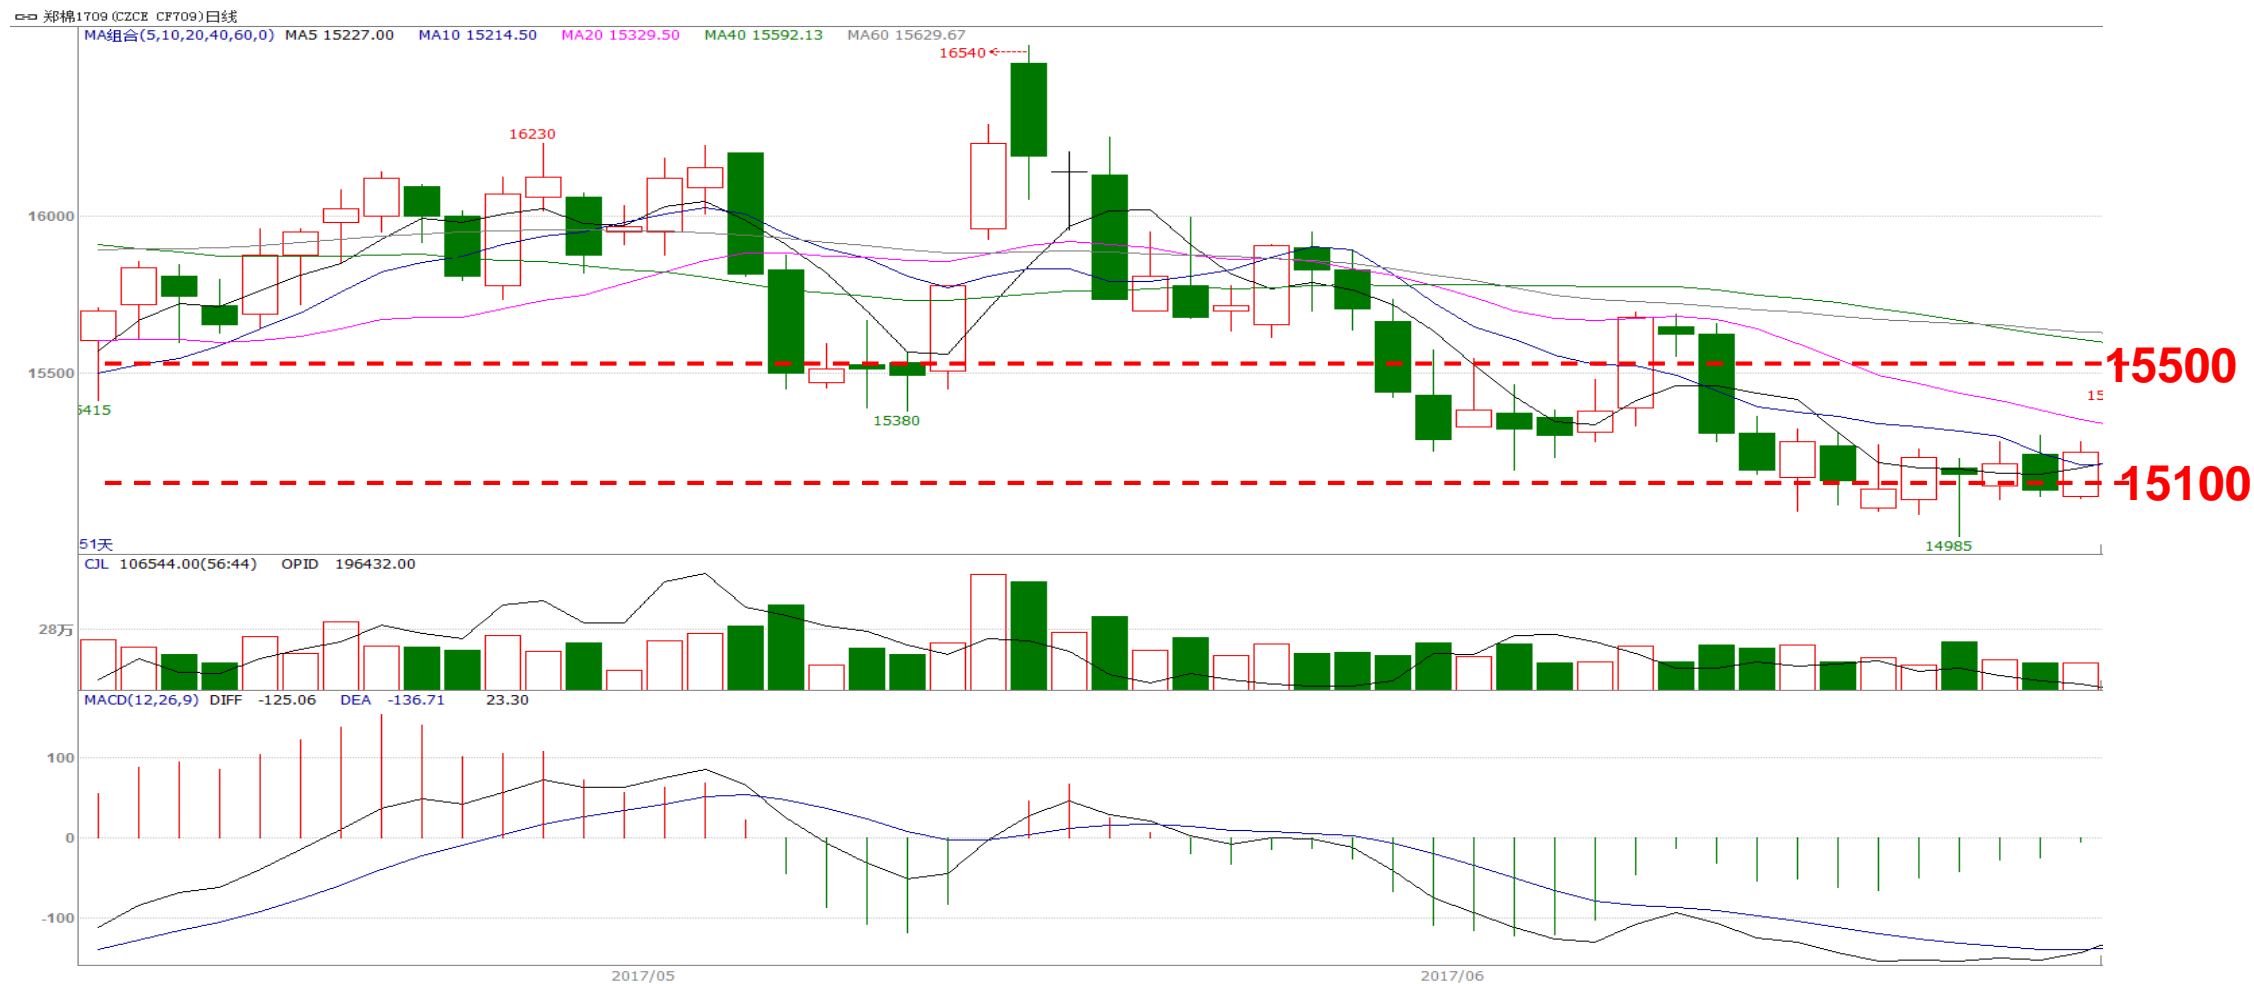 郑棉1709(CZCE CF709)日线
MA组合(5,10,20,40,60,0) MA5 15227.00 MA10 15214.50 MA20 15329.50 MA40 15592.13 MA60 15629.67
16540
16230
16000
15500
15500
15
5415
15380
15100
14985
51天
CJL 106544.00(56:44) OPID 196432.00
28万
MACD(12,26,9) DIFF -125.06 DEA -136.71 23.30
100
0
-100
2017/05 2017/06